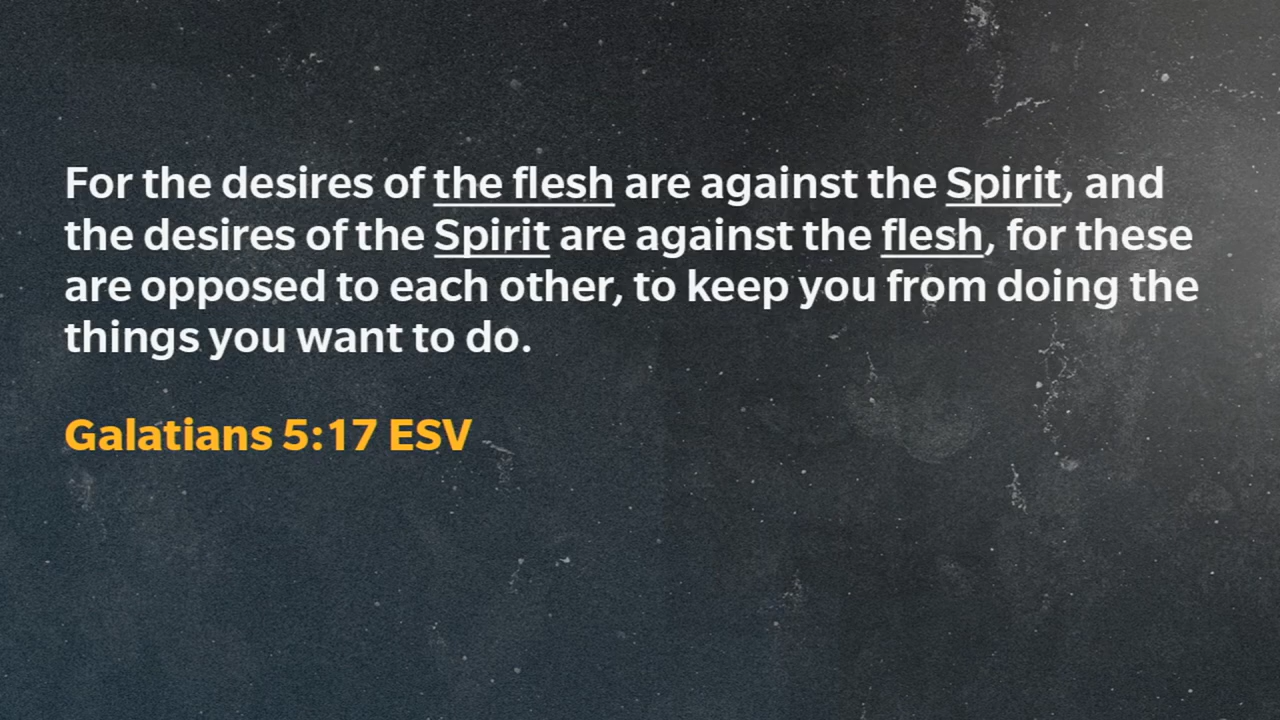 For the desires of the flesh are against the Spirit, and
the desires of the Spirit are against the flesh, for these
are opposed to each other, to keep you from doing the
things you want to do.
Galatians 5:17 ESV